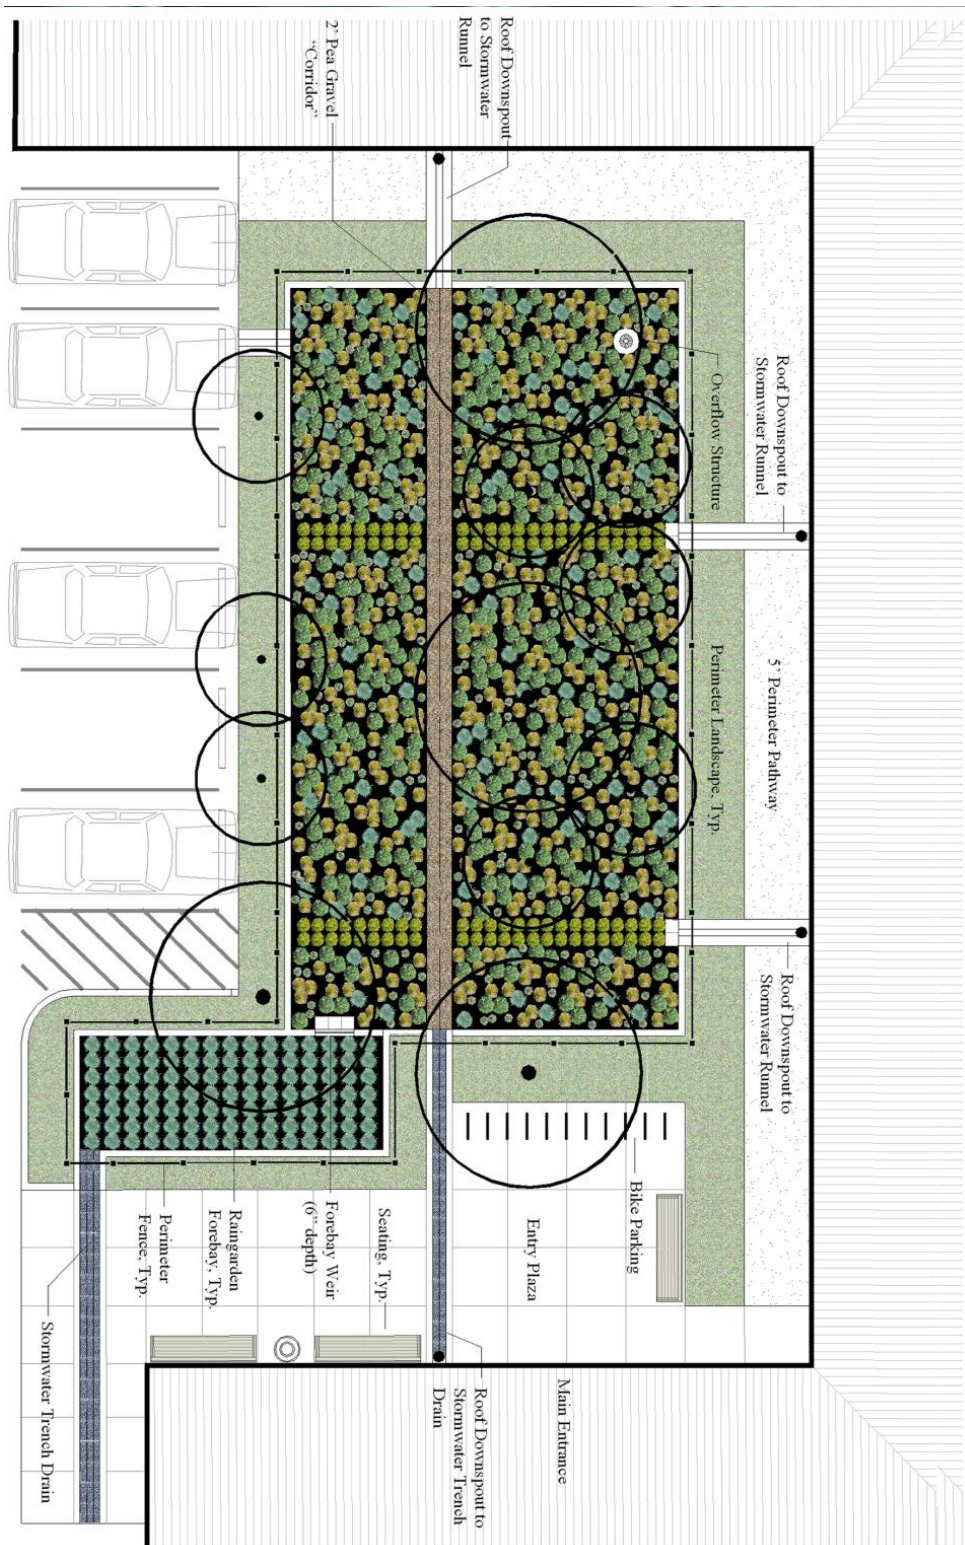 2' Pea Gravel
"Corridor"
Roof Downspout
to Stormwater
Runnel
Overflow Structure
Roof Downspout to
Stormwater Runnel
Perimeter Landscape, Typ.
5' Perimeter Pathway
Roof Downspout to
Stormwater Runnel
Bike Parking
Entry Plaza
Seating, Typ.
Forebay Weir
(6" depth)
Raingarden
Forebay, Typ.
Perimeter
Fence, Typ.
Stormwater Trench Drain
Roof Downspout to
Stormwater Trench
Drain
Main Entrance